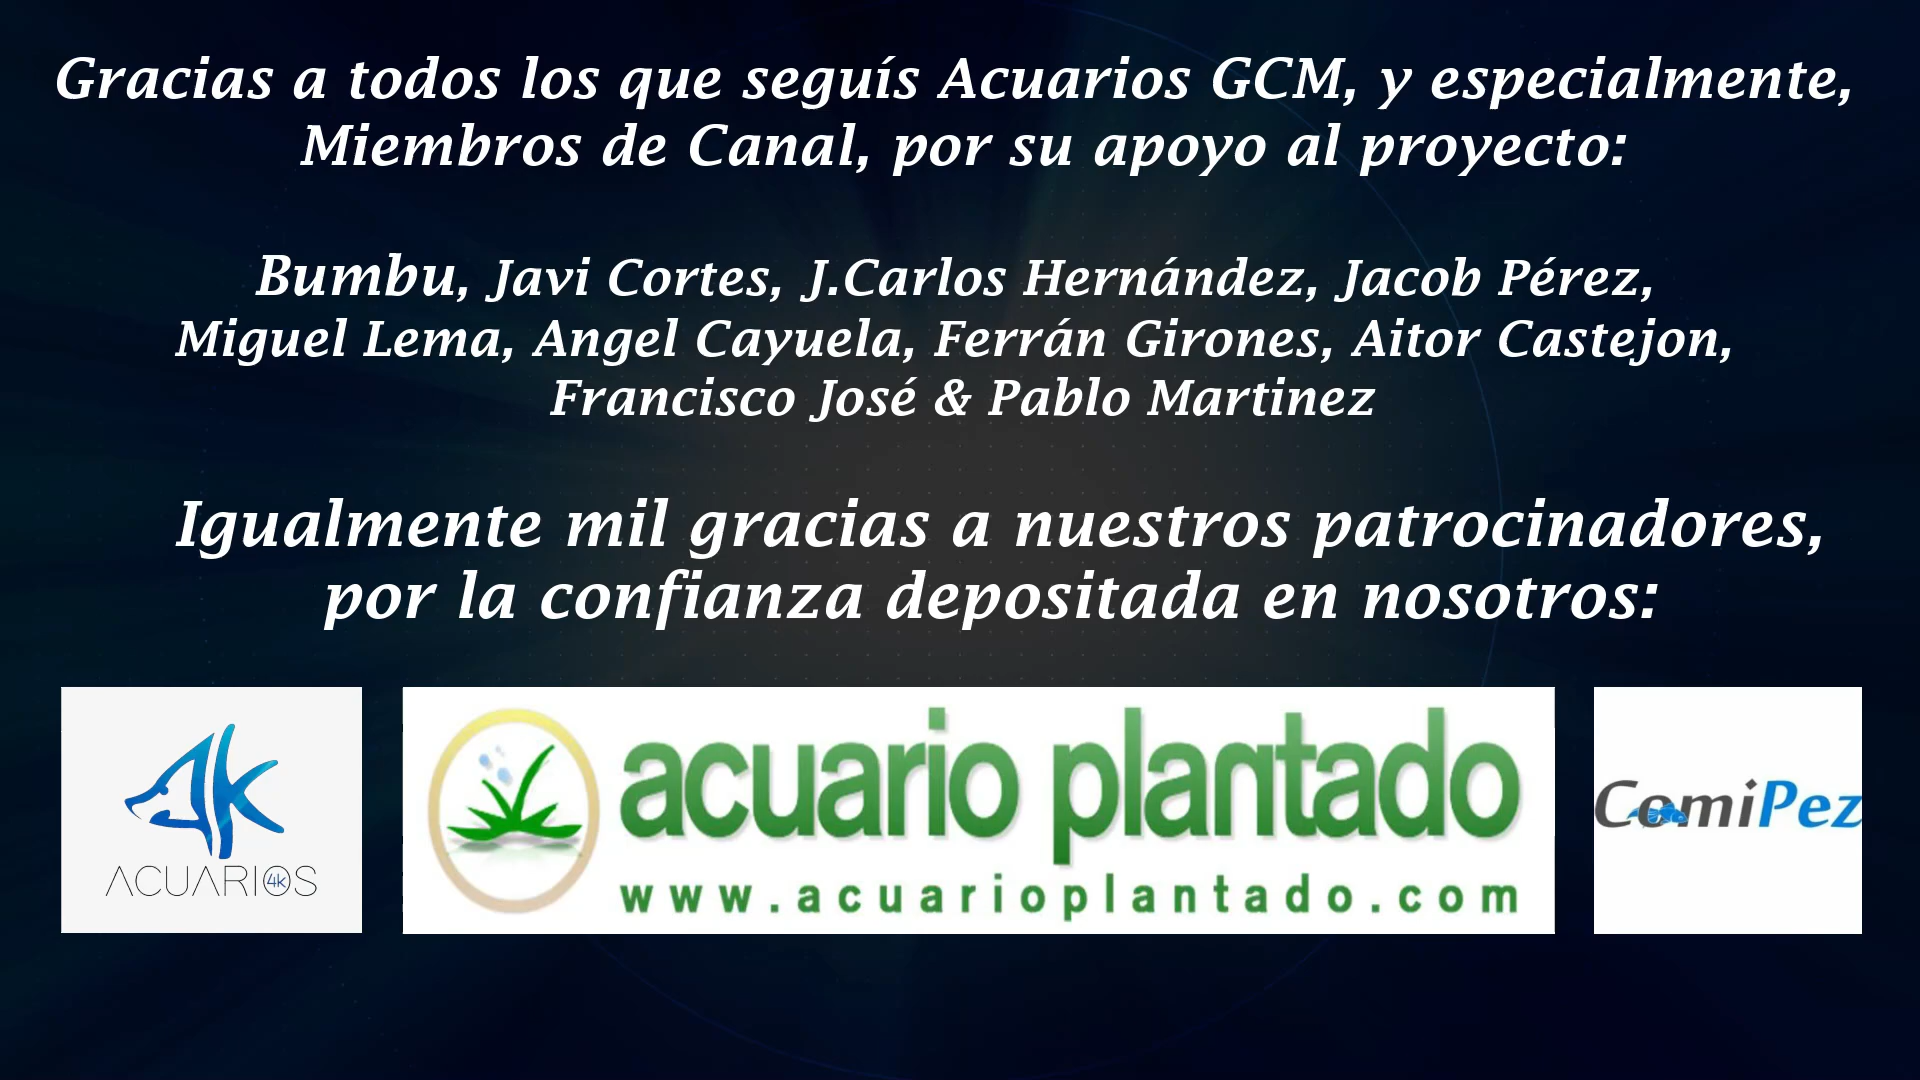 Gracias a todos los que seguís Acuarios GCM, y especialmente,
Miembros de Canal, por su apoyo al proyecto:
Bumbu, Javi Cortes, J.Carlos Hernández, Jacob Pérez,
Miguel Lema, Angel Cayuela, Ferrán Girones, Aitor Castejon,
Francisco José & Pablo Martinez
Igualmente mil gracias a nuestros patrocinadores,
por la confianza depositada en nosotros:
4k
ACUARIOS
4k
acuario plantado
www.acuarioplantado.com
ComiPez